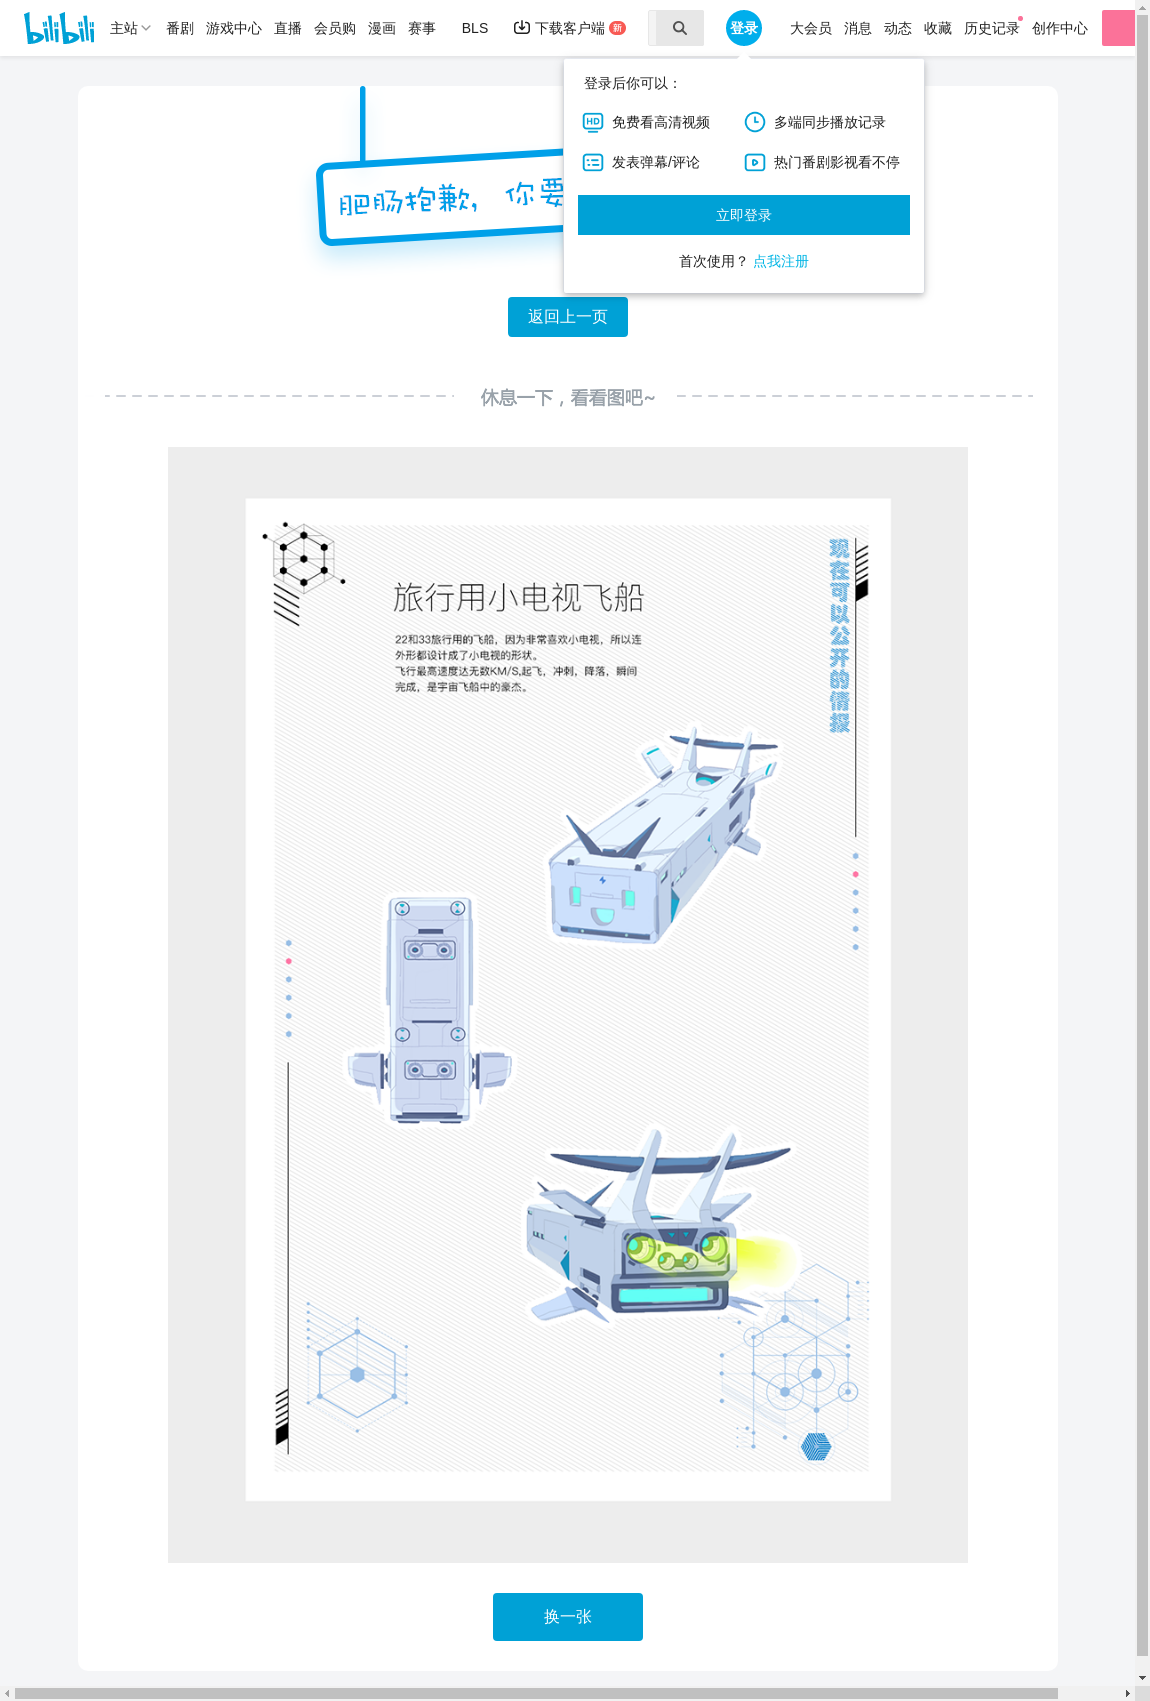 bilibili
主站 番剧 游戏中心 直播 会员购 漫画 赛事 BLS 下载客户端 新 登录 大会员 消息 动态 收藏 历史记录 创作中心
登录后你可以：
HD 免费看高清视频 多端同步播放记录
发表弹幕/评论 热门番剧影视看不停
立即登录
首次使用？ 点我注册
肥肠抱歉，你要
返回上一页
休息一下，看看图吧~
现在可以公开的情报
旅行用小电视飞船
22和33旅行用的飞船，因为非常喜欢小电视，所以连
外形都设计成了小电视的形状。
飞行最高速度达无数KM/S,起飞，冲刺，降落，瞬间
完成，是宇宙飞船中的豪杰。
换一张